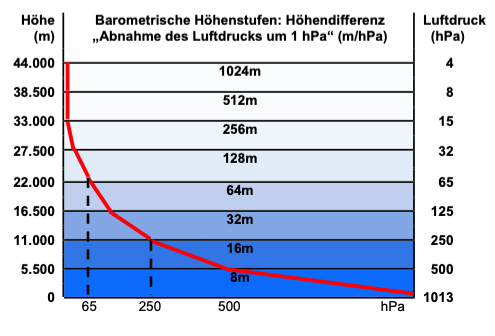 Höhe Barometrische Höhenstufen: Höhendifferenz Luftdruck
(m) „Abnahme des Luftdrucks um 1 hPa“ (m/hPa) (hPa)
44.000 4
1024m
38.500 8
512m
33.000 15
256m
27.500 32
128m
22.000 65
64m
16.500 125
32m
11.000 250
16m
5.500 500
8m
0 1013
65 250 500 hPa